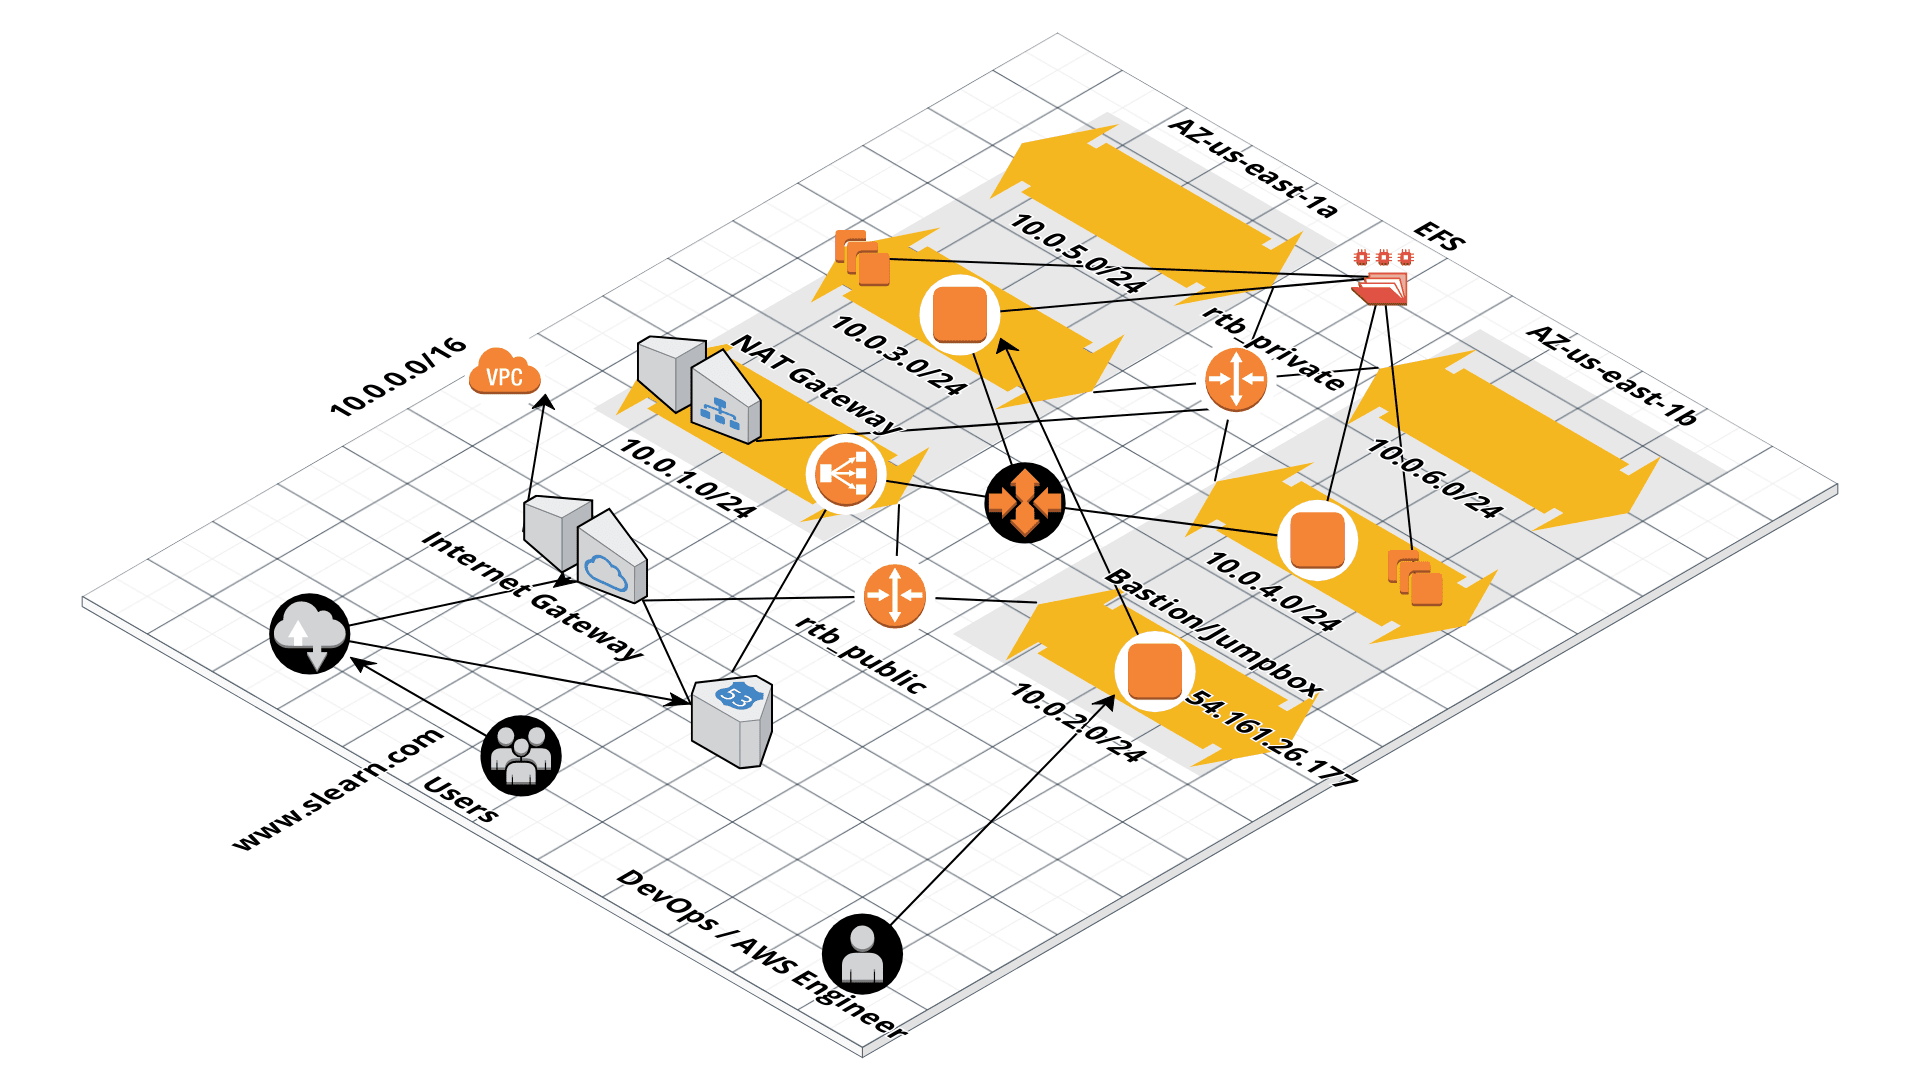 AZ-us-east-1a
EFS
10.0.5.0/24
AZ-us-east-1b
rtb_private
10.0.3.0/24
NAT Gateway
10.0.0.0/16
VPC
10.0.6.0/24
10.0.1.0/24
Internet Gateway
10.0.4.0/24
Bastion/Jumpbox
rtb_public
53
10.0.2.0/24
54.161.26.177
www.slearn.com
Users
DevOps / AWS Engineer